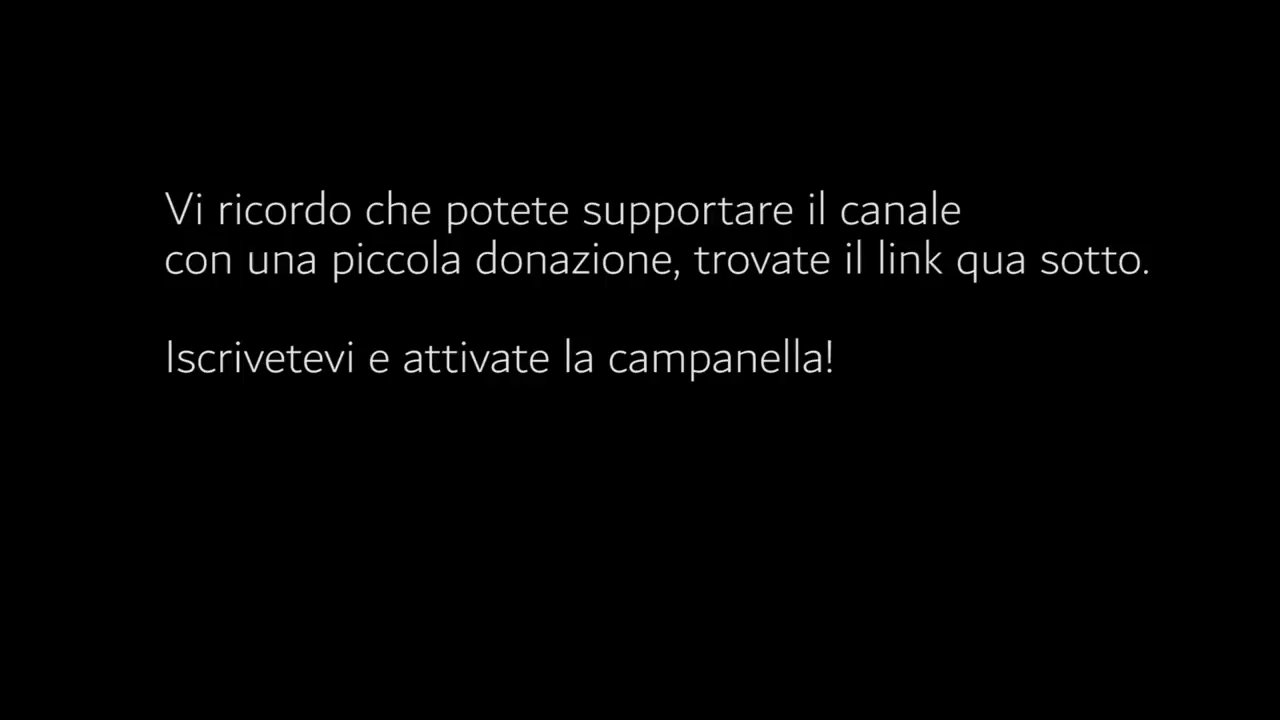 Vi ricordo che potete supportare il canale
con una piccola donazione, trovate il link qua sotto.
Iscrivetevi e attivate la campanella!